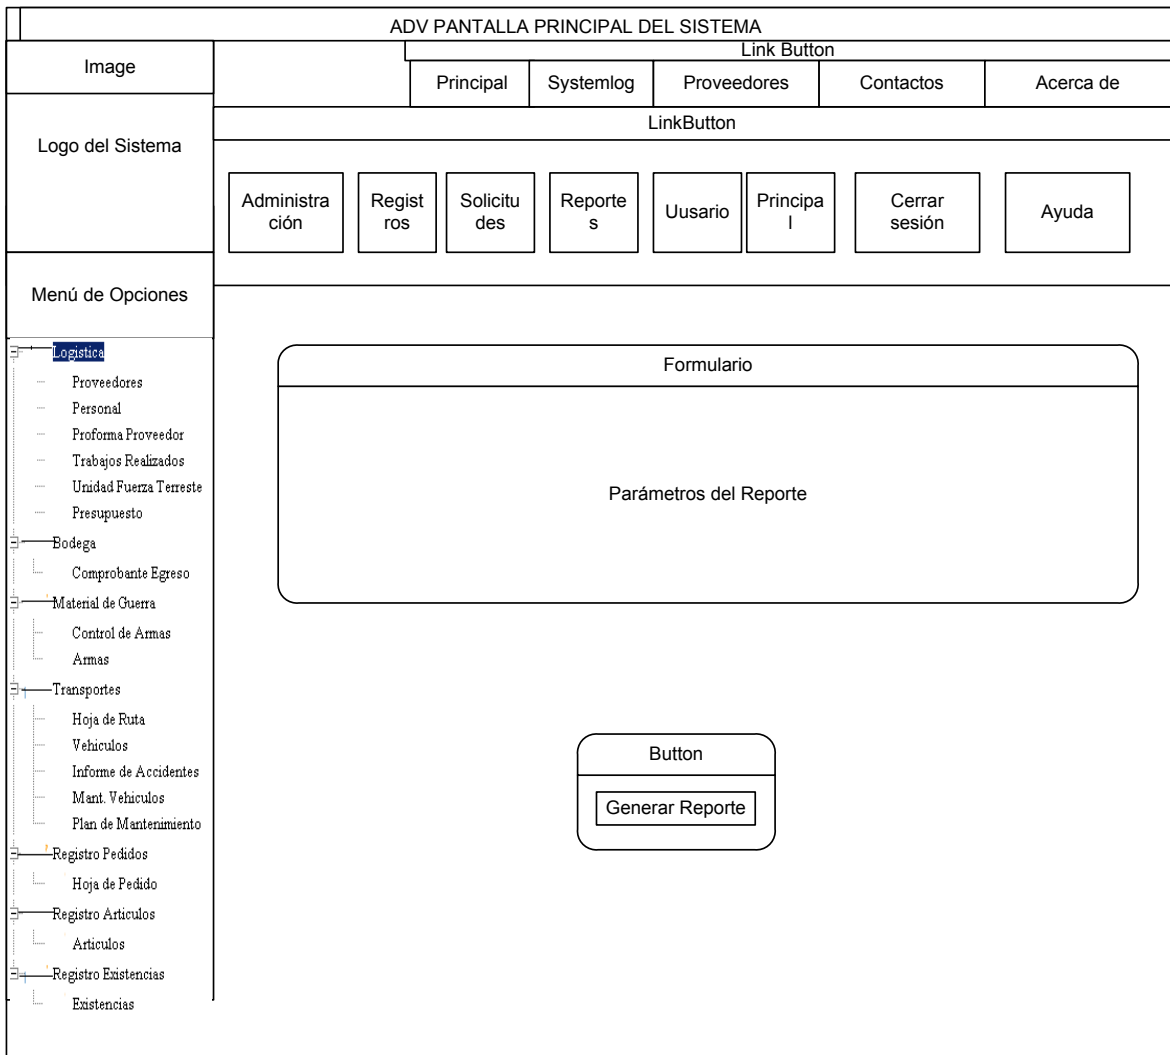 ADV PANTALLA PRINCIPAL DEL SISTEMA
Image
Link Button
Principal
Systemlog
Proveedores
Contactos
Acerca de
LinkButton
Logo del Sistema
Administra
ción
Regist
ros
Solicitu
des
Reporte
s
Uusario
Principa
l
Cerrar
sesión
Ayuda
Menú de Opciones
Logistica
Proveedores
Personal
Proforma Proveedor
Trabajos Realizados
Unidad Fuerza Terreste
Presupuesto
Bodega
Comprobante Egreso
Material de Guerra
Control de Armas
Armas
Transportes
Hoja de Ruta
Vehiculos
Informe de Accidentes
Mant. Vehiculos
Plan de Mantenimiento
Registro Pedidos
Hoja de Pedido
Registro Articulos
Articulos
Registro Existencias
Existencias
Formulario
Parámetros del Reporte
Button
Generar Reporte